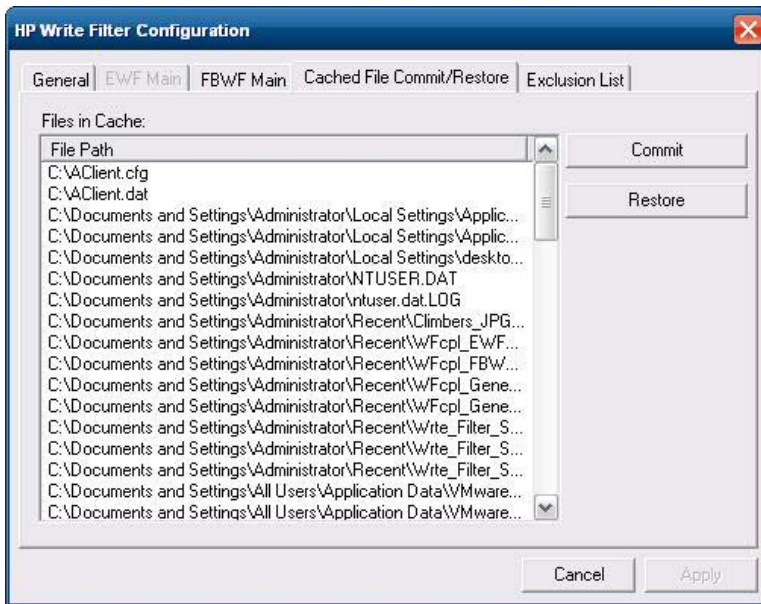 HP Write Filter Configuration
General EWF Main FBWF Main Cached File Commit/Restore Exclusion List
Files in Cache:
File Path
Commit
C:\AClient.cfg
C:\AClient.dat
Restore
C:\Documents and Settings\Administrator\Local Settings\Applic...
C:\Documents and Settings\Administrator\Local Settings\Applic...
C:\Documents and Settings\Administrator\Local Settings\deskto...
C:\Documents and Settings\Administrator\NTUSER.DAT
C:\Documents and Settings\Administrator\ntuser.dat.LOG
C:\Documents and Settings\Administrator\Recent\Climbers_JPG...
C:\Documents and Settings\Administrator\Recent\WFcpl_EWF...
C:\Documents and Settings\Administrator\Recent\WFcpl_FBW...
C:\Documents and Settings\Administrator\Recent\WFcpl_Gene...
C:\Documents and Settings\Administrator\Recent\WFcpl_Gene...
C:\Documents and Settings\Administrator\Recent\Wrte_Filter_S...
C:\Documents and Settings\Administrator\Recent\Wrte_Filter_S...
C:\Documents and Settings\Administrator\Recent\Wrte_Filter_S...
C:\Documents and Settings\All Users\Application Data\VMware...
C:\Documents and Settings\All Users\Application Data\VMware...
Cancel Apply